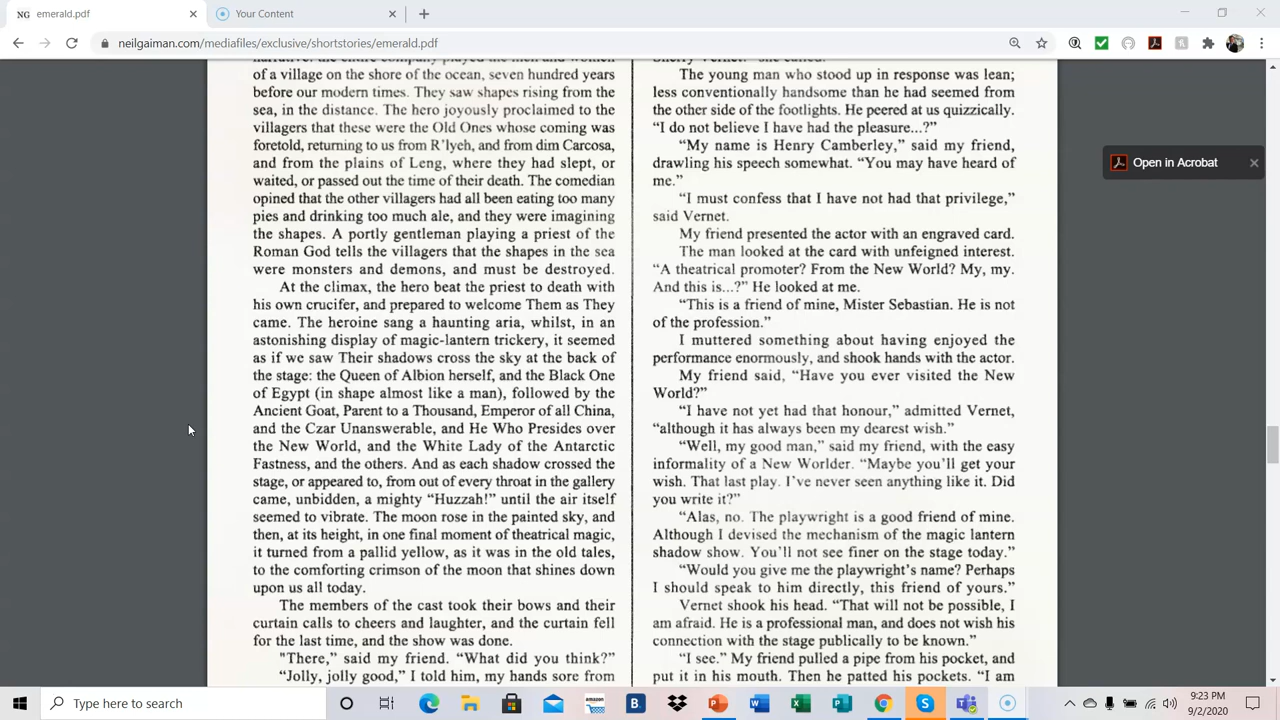 NG emerald.pdf
Your Content
neilgaiman.com/mediafiles/exclusive/shortstories/emerald.pdf
Open in Acrobat
narrative: the entire company played the men and women
of a village on the shore of the ocean, seven hundred years
before our modern times. They saw shapes rising from the
sea, in the distance. The hero joyously proclaimed to the
villagers that these were the Old Ones whose coming was
foretold, returning to us from R'lyeh, and from dim Carcosa,
and from the plains of Leng, where they had slept, or
waited, or passed out the time of their death. The comedian
opined that the other villagers had all been eating too many
pies and drinking too much ale, and they were imagining
the shapes. A portly gentleman playing a priest of the
Roman God tells the villagers that the shapes in the sea
were monsters and demons, and must be destroyed.
At the climax, the hero beat the priest to death with
his own crucifer, and prepared to welcome Them as They
came. The heroine sang a haunting aria, whilst, in an
astonishing display of magic-lantern trickery, it seemed
as if we saw Their shadows cross the sky at the back of
the stage: the Queen of Albion herself, and the Black One
of Egypt (in shape almost like a man), followed by the
Ancient Goat, Parent to a Thousand, Emperor of all China,
and the Czar Unanswerable, and He Who Presides over
the New World, and the White Lady of the Antarctic
Fastness, and the others. And as each shadow crossed the
stage, or appeared to, from out of every throat in the gallery
came, unbidden, a mighty “Huzzah!” until the air itself
seemed to vibrate. The moon rose in the painted sky, and
then, at its height, in one final moment of theatrical magic,
it turned from a pallid yellow, as it was in the old tales,
to the comforting crimson of the moon that shines down
upon us all today.
The members of the cast took their bows and their
curtain calls to cheers and laughter, and the curtain fell
for the last time, and the show was done.
"There,” said my friend. “What did you think?”
“Jolly, jolly good,” I told him, my hands sore from
Sherry Vernet.” she called.
The young man who stood up in response was lean;
less conventionally handsome than he had seemed from
the other side of the footlights. He peered at us quizzically.
“I do not believe I have had the pleasure...?”
“My name is Henry Camberley,” said my friend,
drawling his speech somewhat. “You may have heard of
me.”
“I must confess that I have not had that privilege,”
said Vernet.
My friend presented the actor with an engraved card.
The man looked at the card with unfeigned interest.
“A theatrical promoter? From the New World? My, my.
And this is...?” He looked at me.
“This is a friend of mine, Mister Sebastian. He is not
of the profession.”
I muttered something about having enjoyed the
performance enormously, and shook hands with the actor.
My friend said, “Have you ever visited the New
World?”
“I have not yet had that honour,” admitted Vernet,
“although it has always been my dearest wish.”
“Well, my good man,” said my friend, with the easy
informality of a New Worlder. “Maybe you’ll get your
wish. That last play. I’ve never seen anything like it. Did
you write it?”
“Alas, no. The playwright is a good friend of mine.
Although I devised the mechanism of the magic lantern
shadow show. You’ll not see finer on the stage today.”
“Would you give me the playwright’s name? Perhaps
I should speak to him directly, this friend of yours.”
Vernet shook his head. “That will not be possible, I
am afraid. He is a professional man, and does not wish his
connection with the stage publically to be known.”
“I see.” My friend pulled a pipe from his pocket, and
put it in his mouth. Then he patted his pockets. “I am
Type here to search
amazon
9:23 PM
9/2/2020